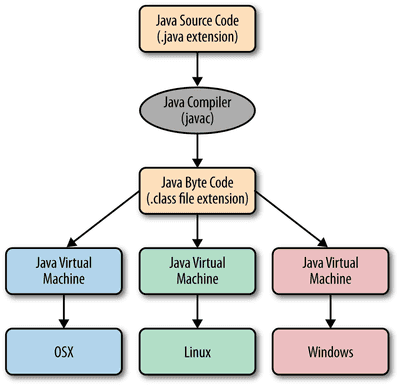 Java Source Code
(.java extension)
Java Compiler
(javac)
Java Byte Code
(.class file extension)
Java Virtual
Machine
Java Virtual
Machine
Java Virtual
Machine
OSX
Linux
Windows